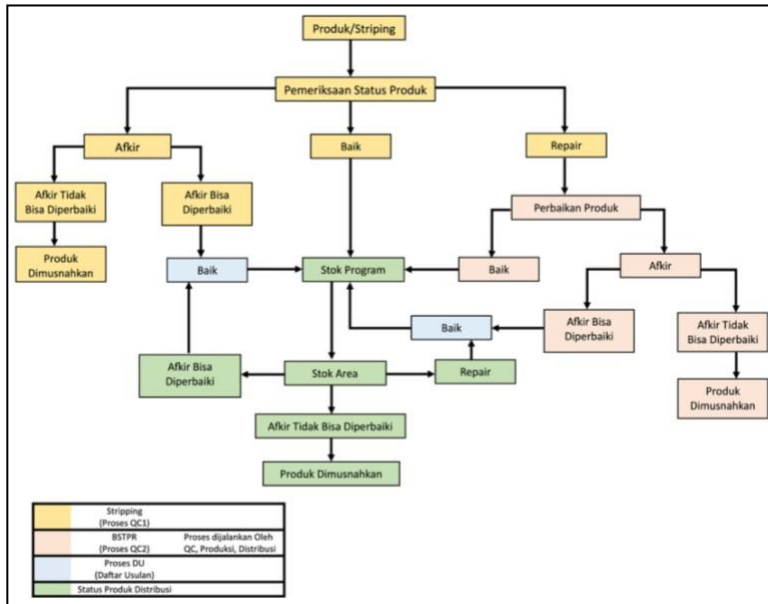 Produk/Striping
Pemeriksaan Status Produk
Afkir
Baik
Repair
Afkir Tidak
Bisa Diperbaiki
Afkir Bisa
Diperbaiki
Perbaikan Produk
Produk
Dimusnahkan
Baik
Stok Program
Baik
Afkir
Baik
Afkir Bisa
Diperbaiki
Afkir Tidak
Bisa Diperbaiki
Afkir Bisa
Diperbaiki
Stok Area
Repair
Produk
Dimusnahkan
Afkir Tidak Bisa Diperbaiki
Produk Dimusnahkan
Stripping
(Proses QC1)
BSTPR
(Proses QC2)
Proses dijalankan Oleh
QC, Produksi, Distribusi
Proses DU
(Daftar Usulan)
Status Produk Distribusi